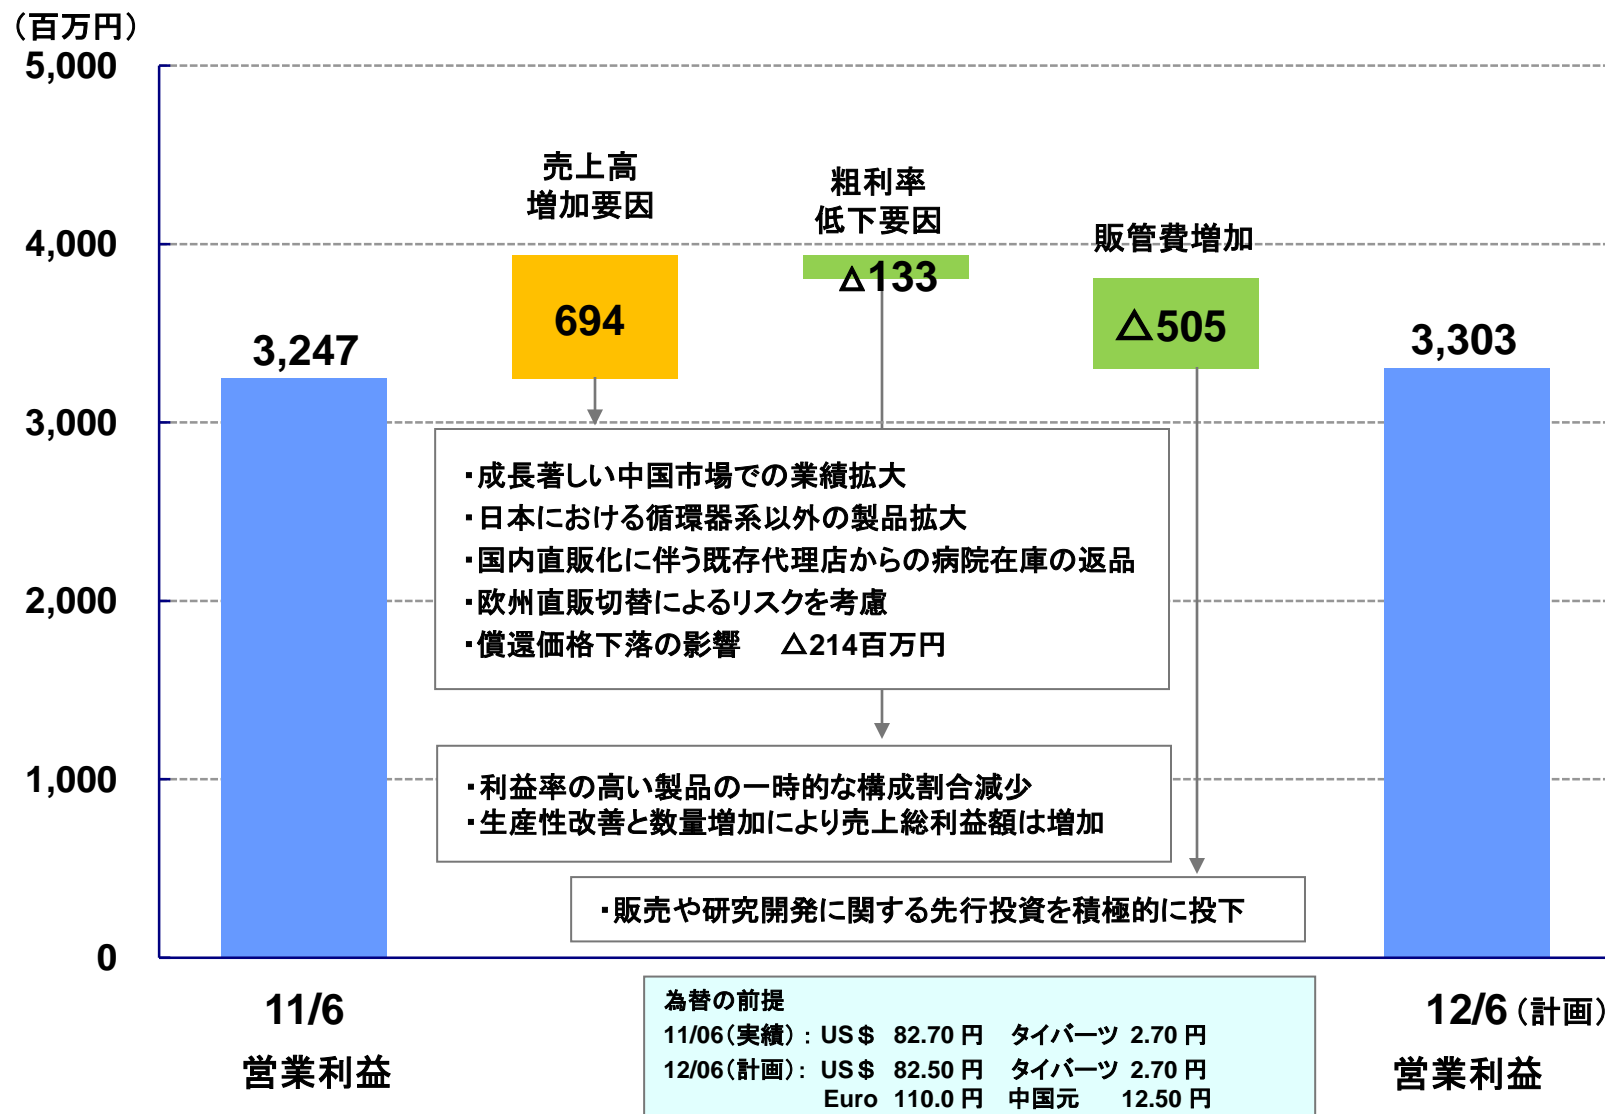 （百万円）
5,000
4,000
3,000
2,000
1,000
0
売上高
増加要因
粗利率
低下要因
販管費増加
3,247
694
△133
△505
3,303
・成長著しい中国市場での業績拡大
・日本における循環器系以外の製品拡大
・国内直販化に伴う既存代理店からの病院在庫の返品
・欧州直販切替によるリスクを考慮
・償還価格下落の影響　△214百万円
・利益率の高い製品の一時的な構成割合減少
・生産性改善と数量増加により売上総利益額は増加
・販売や研究開発に関する先行投資を積極的に投下
11/6
営業利益
12/6（計画）
営業利益
為替の前提
11/06（実績）： US＄ 82.70 円　タイバーツ 2.70 円
12/06（計画）： US＄ 82.50 円　タイバーツ 2.70 円
Euro 110.0 円　中国元　12.50 円